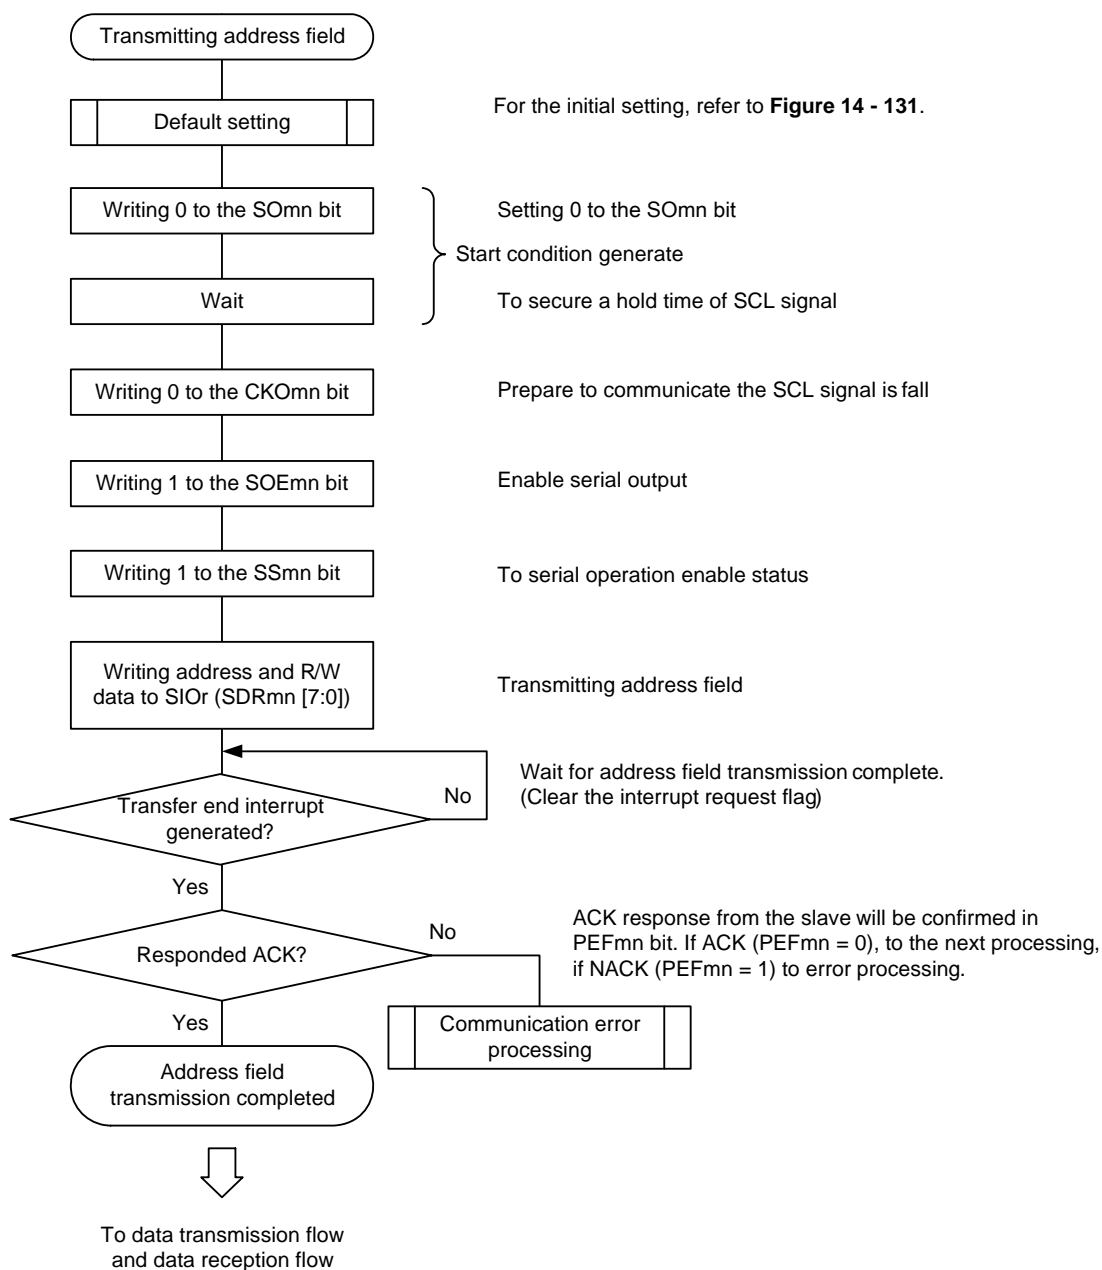 Transmitting address field
Default setting
For the initial setting, refer to Figure 14 - 131.
Writing 0 to the SOmn bit
Setting 0 to the SOmn bit
Start condition generate
Wait
To secure a hold time of SCL signal
Writing 0 to the CKOmn bit
Prepare to communicate the SCL signal is fall
Writing 1 to the SOEmn bit
Enable serial output
Writing 1 to the SSmn bit
To serial operation enable status
Writing address and R/W
data to SIOr (SDRmn [7:0])
Transmitting address field
Transfer end interrupt
generated?
No
Wait for address field transmission complete.
(Clear the interrupt request flag)
Yes
Responded ACK?
No
ACK response from the slave will be confirmed in
PEFmn bit. If ACK (PEFmn = 0), to the next processing,
if NACK (PEFmn = 1) to error processing.
Yes
Communication error
processing
Address field
transmission completed
To data transmission flow
and data reception flow